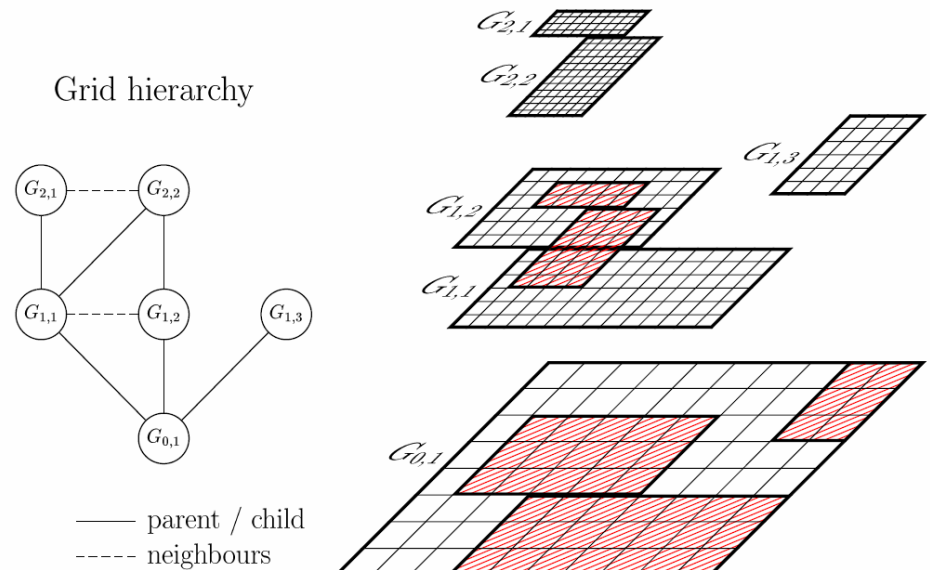 Grid hierarchy
G2,1
G2,2
G1,1
G1,2
G1,3
G0,1
parent / child
neighbours
G2,1
G2,2
G1,3
G1,2
G1,1
G0,1